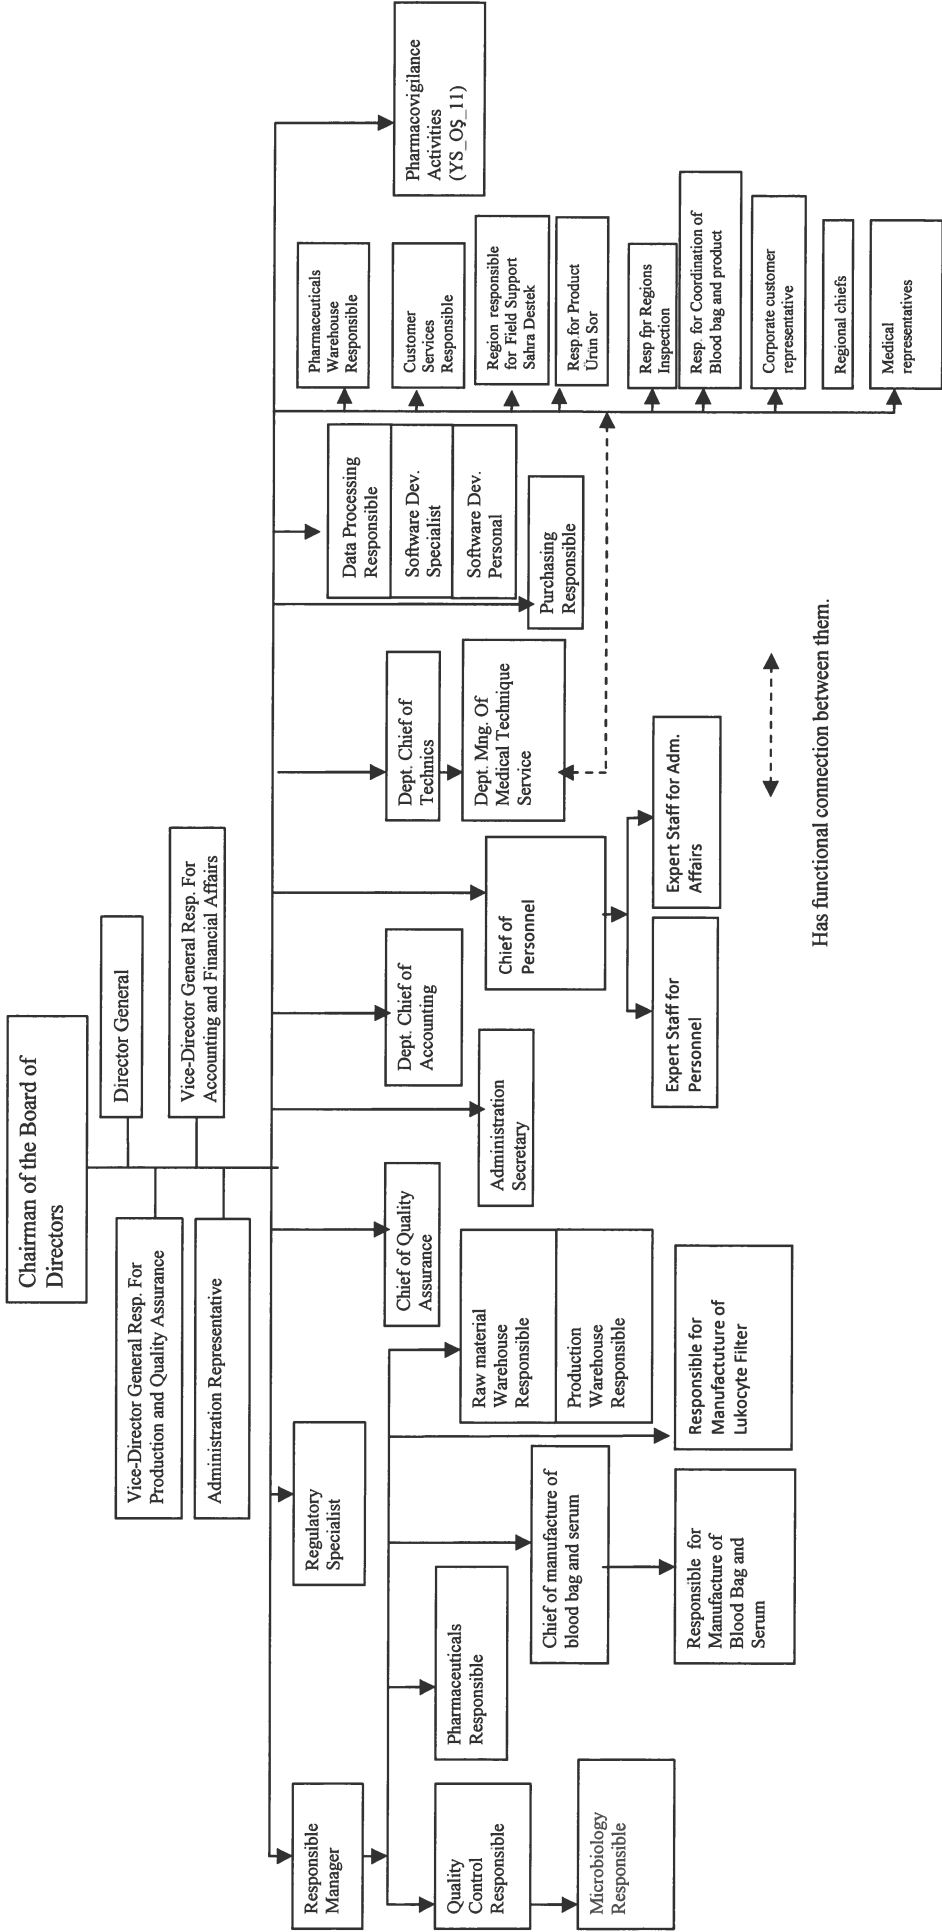 Chairman of the Board of
Directors
Director General
Vice-Director General Resp. For
Production and Quality Assurance
Vice-Director General Resp. For
Accounting and Financial Affairs
Administration Representative
Responsible
Manager
Regulatory
Specialist
Chief of Quality
Assurance
Administration
Secretary
Dept. Chief of
Accounting
Chief of
Personnel
Dept. Chief of
Technics
Dept. Mng. Of
Medical Technique
Service
Purchasing
Responsible
Data Processing
Responsible
Software Dev.
Specialist
Software Dev.
Personal
Pharmaceuticals
Warehouse
Responsible
Customer
Services
Responsible
Region responsible
for Field Support
Sahra Destek
Resp.for Product
Ürün Sor
Resp fpr Regions
Inspection
Resp. for Coordination of
Blood bag and product
Corporate customer
representative
Regional chiefs
Medical
representatives
Pharmacovigilance
Activities
(YS_OŞ_11)
Quality
Control
Responsible
Microbiology
Responsible
Pharmaceuticals
Responsible
Chief of manufacture of
blood bag and serum
Responsible for
Manufacture of
Blood Bag and
Serum
Responsible for
Manufactuture of
Lukocyte Filter
Raw material
Warehouse
Responsible
Production
Warehouse
Responsible
Expert Staff for
Personnel
Expert Staff for Adm.
Affairs
Has functional connection between them.